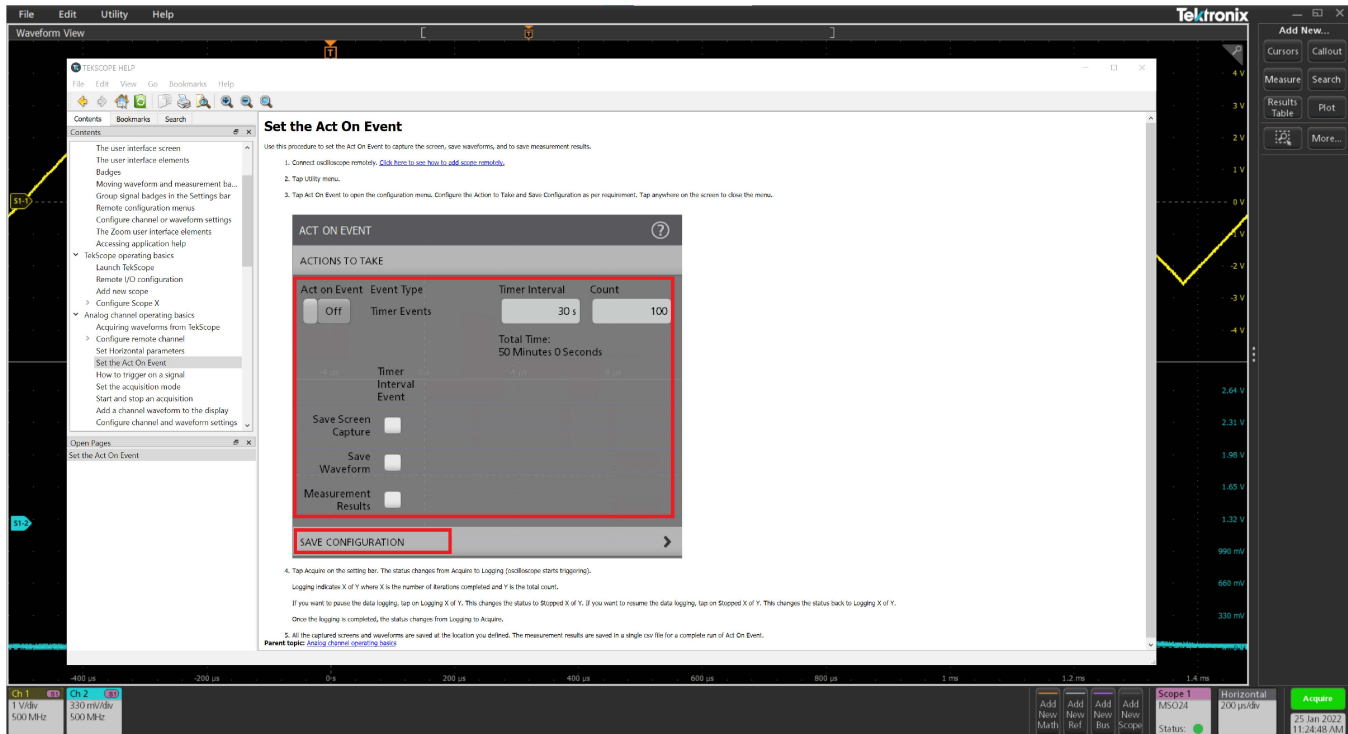 File Edit Utility Help
Tektronix
Waveform View
Add New...
Cursors Callout
Measure Search
Results Table Plot
More...
T
T
4 V
3 V
2 V
1 V
0 V
-1 V
-2 V
-3 V
-4 V
2.64 V
2.31 V
1.98 V
1.65 V
1.32 V
990 mV
660 mV
330 mV
S1-1
S1-2
TEKSCOPE HELP
File Edit View Go Bookmarks Help
Contents Bookmarks Search
Contents
The user interface screen
The user interface elements
Badges
Moving waveform and measurement ba...
Group signal badges in the Settings bar
Remote configuration menus
Configure channel or waveform settings
The Zoom user interface elements
Accessing application help
TekScope operating basics
Launch TekScope
Remote I/O configuration
Add new scope
Configure Scope X
Analog channel operating basics
Acquiring waveforms from TekScope
Configure remote channel
Set Horizontal parameters
Set the Act On Event
How to trigger on a signal
Set the acquisition mode
Start and stop an acquisition
Add a channel waveform to the display
Configure channel and waveform settings
Open Pages
Set the Act On Event
Set the Act On Event
Use this procedure to set the Act On Event to capture the screen, save waveforms, and to save measurement results.
1. Connect oscilloscope remotely. Click here to see how to add scope remotely.
2. Tap Utility menu.
3. Tap Act On Event to open the configuration menu. Configure the Action to Take and Save Configuration as per requirement. Tap anywhere on the screen to close the menu.
ACT ON EVENT
ACTIONS TO TAKE
Act on Event Event Type Timer Interval Count
Off Timer Events 30 s 100
Total Time:
50 Minutes 0 Seconds
Timer
Interval
Event
Save Screen
Capture
Save
Waveform
Measurement
Results
SAVE CONFIGURATION
4. Tap Acquire on the setting bar. The status changes from Acquire to Logging (oscilloscope starts triggering).
Logging indicates X of Y where X is the number of iterations completed and Y is the total count.
If you want to pause the data logging, tap on Logging X of Y. This changes the status to Stopped X of Y. If you want to resume the data logging, tap on Stopped X of Y. This changes the status back to Logging X of Y.
Once the logging is completed, the status changes from Logging to Acquire.
5. All the captured screens and waveforms are saved at the location you defined. The measurement results are saved in a single csv file for a complete run of Act On Event.
Parent topic: Analog channel operating basics
-400 µs -200 µs 0 s 200 µs 400 µs 600 µs 800 µs 1 ms 1.2 ms 1.4 ms
Ch 1 S1
1 V/div
500 MHz
Ch 2 S1
330 mV/div
500 MHz
Add New Math
Add New Ref
Add New Bus
Add New Scope
Scope 1
MSO24
Status:
Horizontal
200 µs/div
Acquire
25 Jan 2022
11:24:48 AM